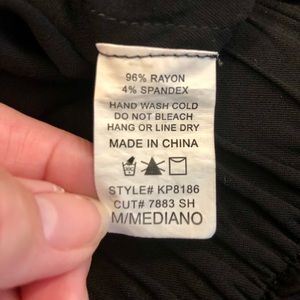 96% RAYON
4% SPANDEX
HAND WASH COLD
DO NOT BLEACH
HANG OR LINE DRY
MADE IN CHINA
STYLE# KP8186
CUT# 7883 SH
M/MEDIANO